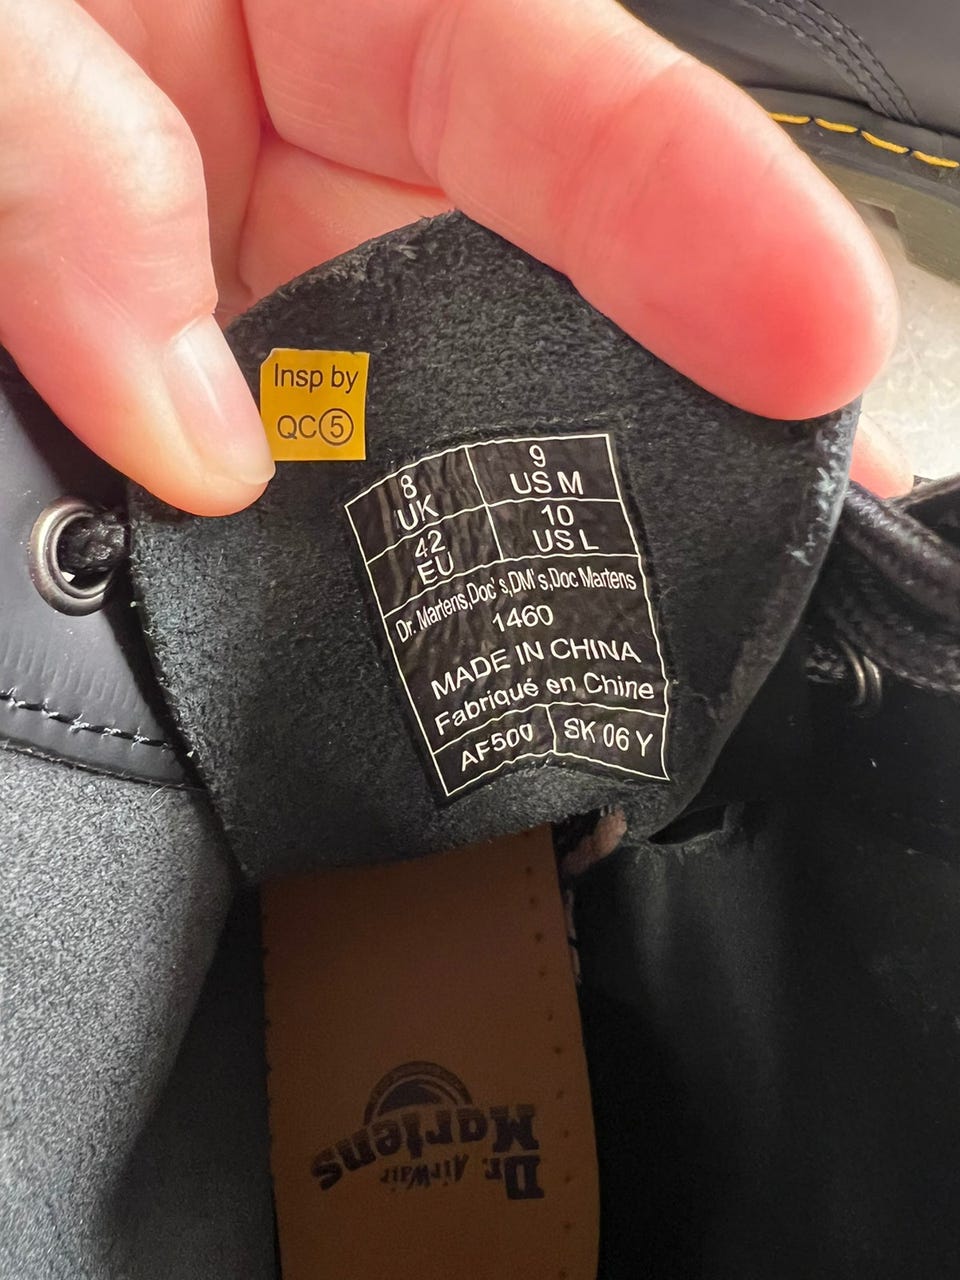 Insp by
QC⑤
8
UK
9
US M
42
EU
10
US L
Dr. Martens,Doc's,DM's,Doc Martens
1460
MADE IN CHINA
Fabriqué en Chine
AF500
SK 06 Y
Dr.
AirWair
Martens